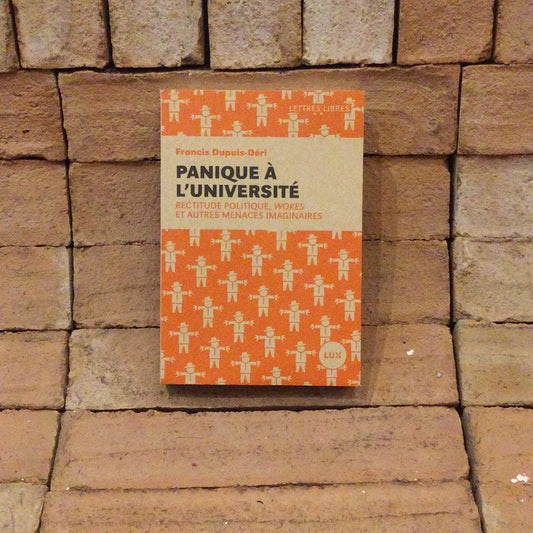 LETTRES LIBRES
Francis Dupuis-Déri
PANIQUE À
L'UNIVERSITÉ
RECTITUDE POLITIQUE, WOKES
ET AUTRES MENACES IMAGINAIRES
LUX